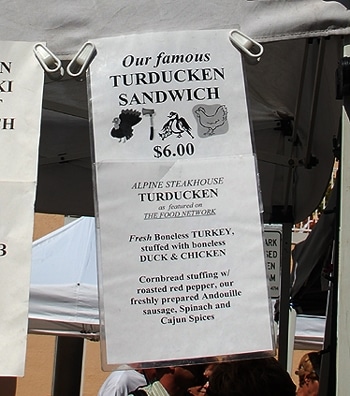 Our famous
TURDUCKEN
SANDWICH
$6.00
ALPINE STEAKHOUSE
TURDUCKEN
as featured on
THE FOOD NETWORK
Fresh Boneless TURKEY,
stuffed with boneless
DUCK & CHICKEN
Cornbread stuffing w/
roasted red pepper, our
freshly prepared Andouille
sausage, Spinach and
Cajun Spices